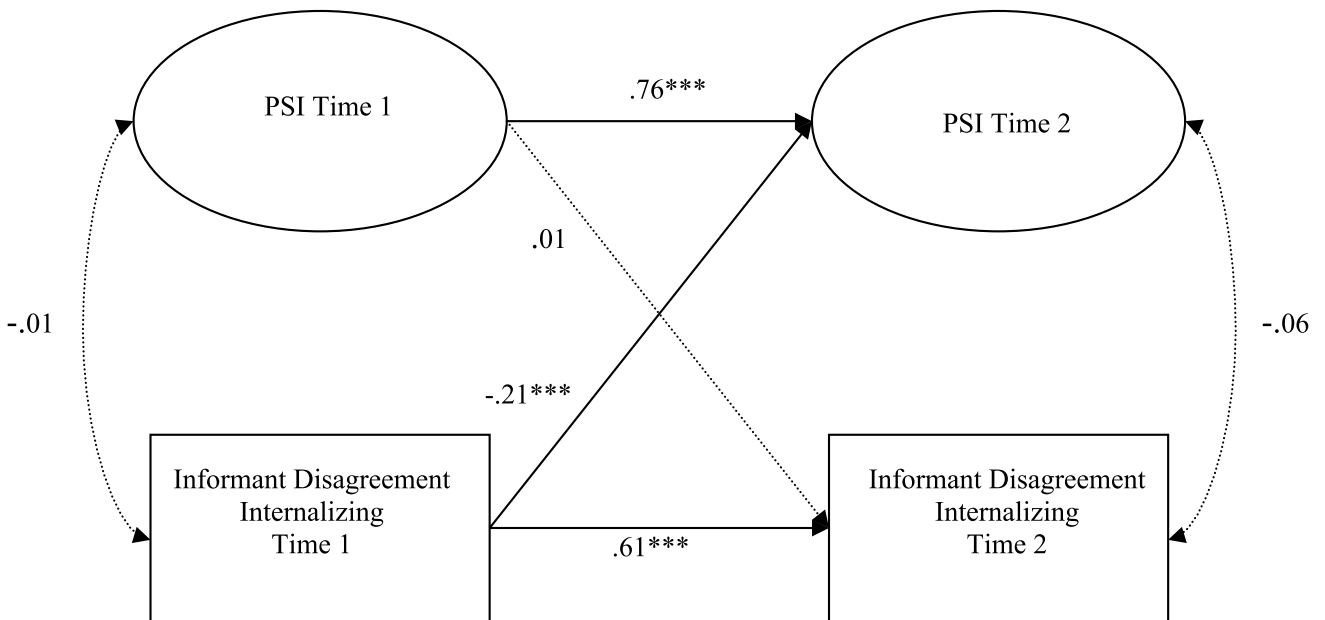 PSI Time 1
.76***
PSI Time 2
.01
-.01
-.06
-.21***
Informant Disagreement
Internalizing
Time 1
.61***
Informant Disagreement
Internalizing
Time 2